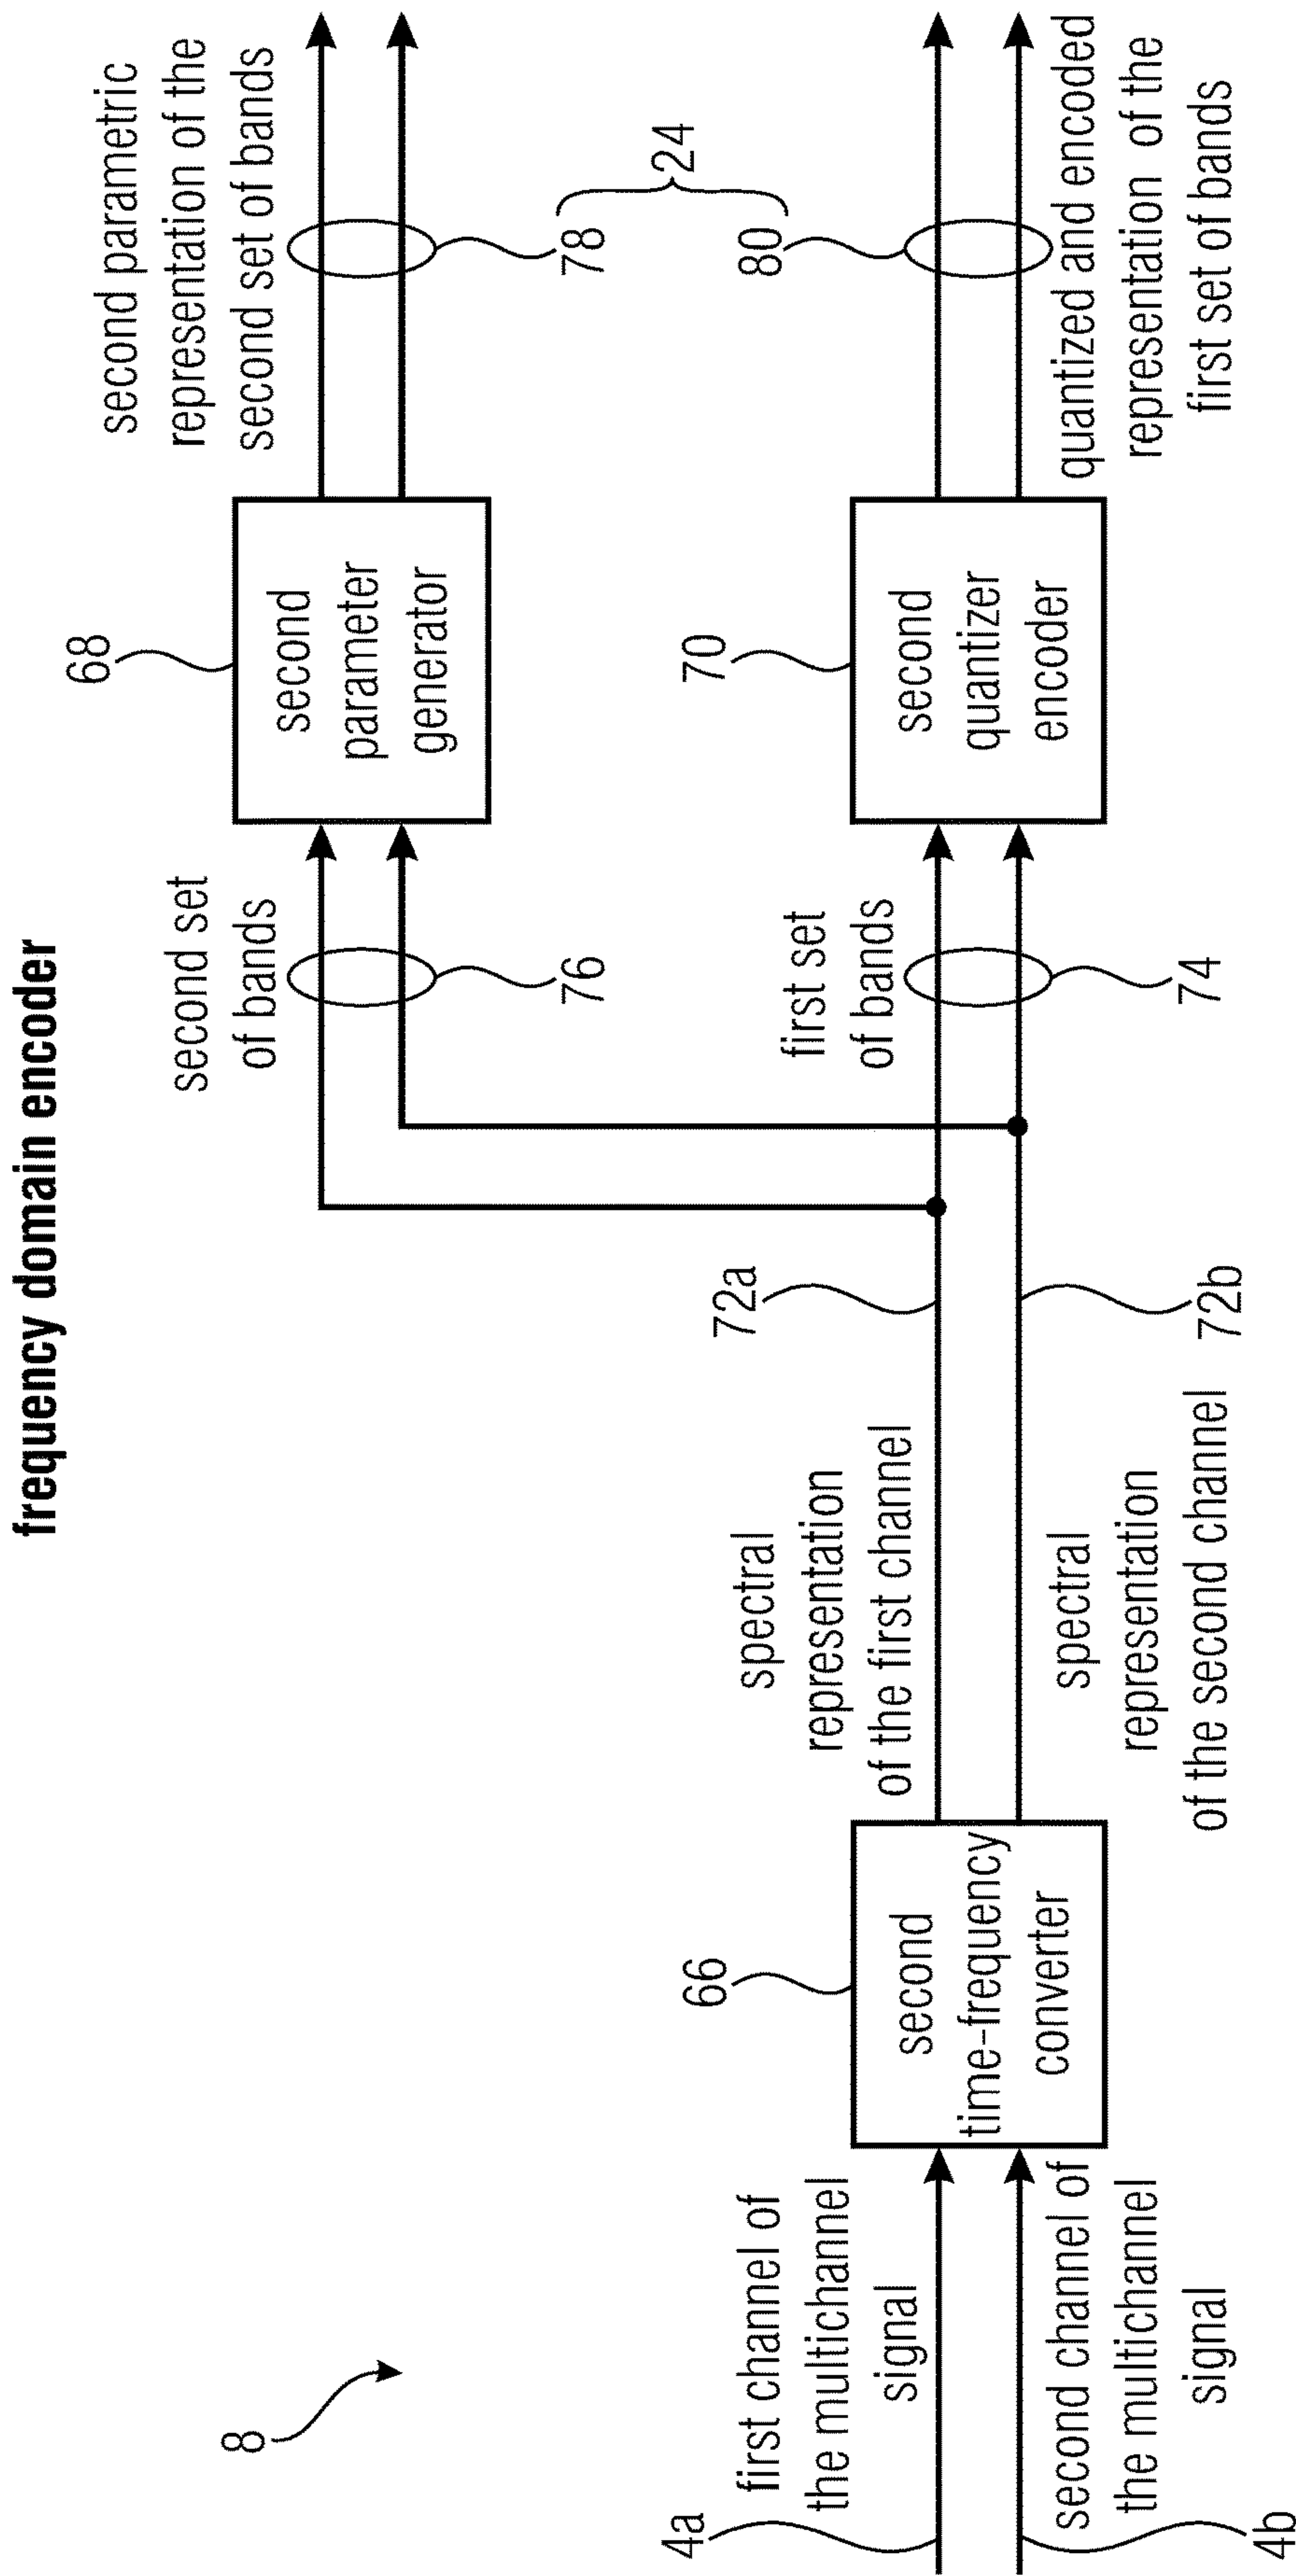 frequency domain encoder
8
4a
first channel of
the multichannel
signal
second channel of
the multichannel
signal
4b
66
second
time-frequency
converter
spectral
representation
of the first channel
72a
spectral
representation
of the second channel
72b
second set
of bands
76
first set
of bands
74
68
second
parameter
generator
70
second
quantizer
encoder
second parametric
representation of the
second set of bands
78
80
24
quantized and encoded
representation of the
first set of bands